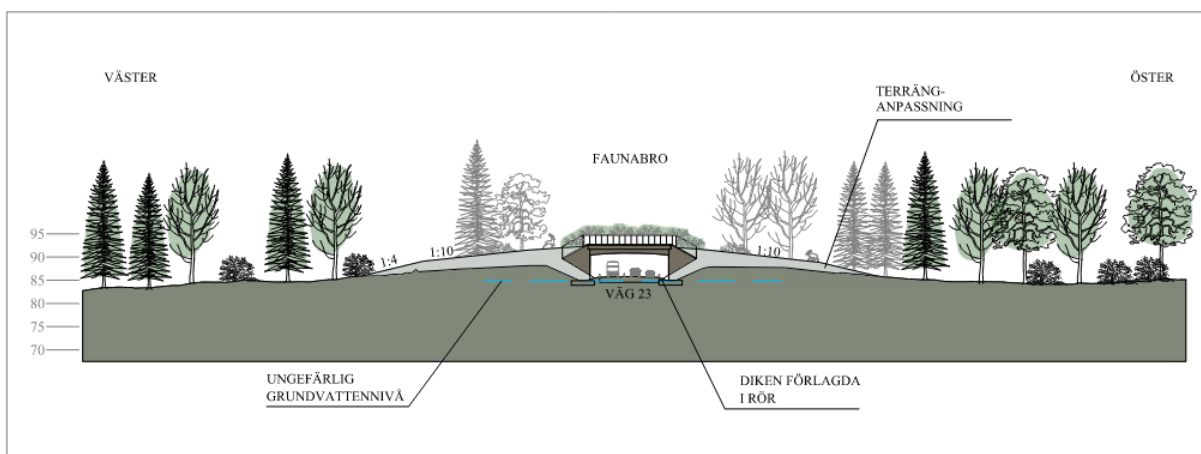 VÄSTER
ÖSTER
TERRÄNG-
ANPASSNING
FAUNABRO
95
90
85
80
75
70
1:4
1:10
1:10
VÄG 23
UNGEFÄRLIG
GRUNDVATTENNIVÅ
DIKEN FÖRLAGDA
I RÖR